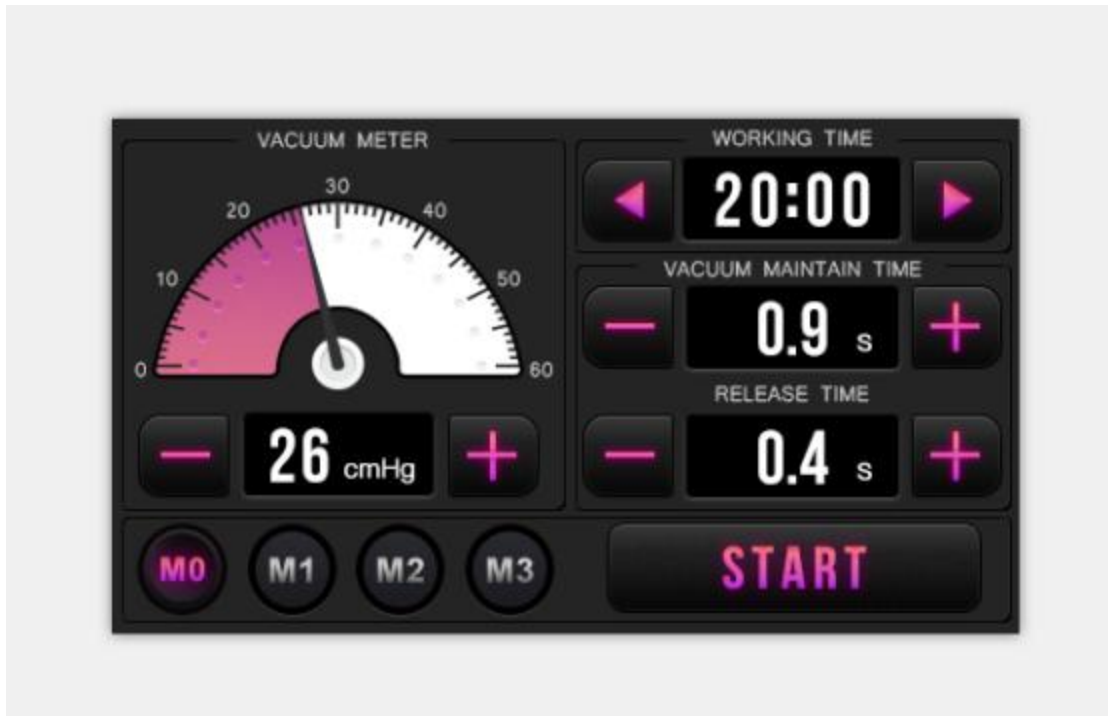 VACUUM METER
0
10
20
30
40
50
60
26 cmHg
WORKING TIME
20:00
VACUUM MAINTAIN TIME
0.9 s
RELEASE TIME
0.4 s
M0 M1 M2 M3
START